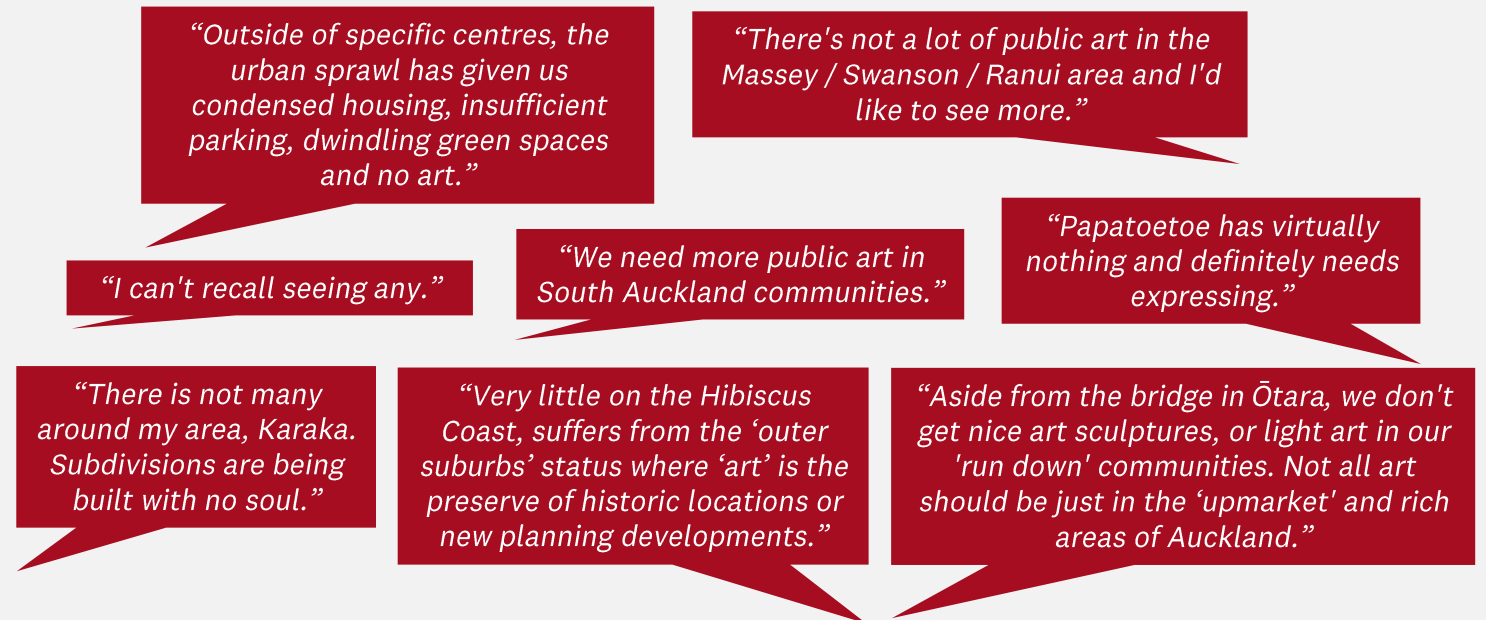 “Outside of specific centres, the
urban sprawl has given us
condensed housing, insufficient
parking, dwindling green spaces
and no art.”
“There's not a lot of public art in the
Massey / Swanson / Ranui area and I'd
like to see more.”
“I can't recall seeing any.”
“We need more public art in
South Auckland communities.”
“Papatoetoe has virtually
nothing and definitely needs
expressing.”
“There is not many
around my area, Karaka.
Subdivisions are being
built with no soul.”
“Very little on the Hibiscus
Coast, suffers from the ‘outer
suburbs’ status where ‘art’ is the
preserve of historic locations or
new planning developments.”
“Aside from the bridge in Ōtara, we don't
get nice art sculptures, or light art in our
'run down' communities. Not all art
should be just in the ‘upmarket' and rich
areas of Auckland.”